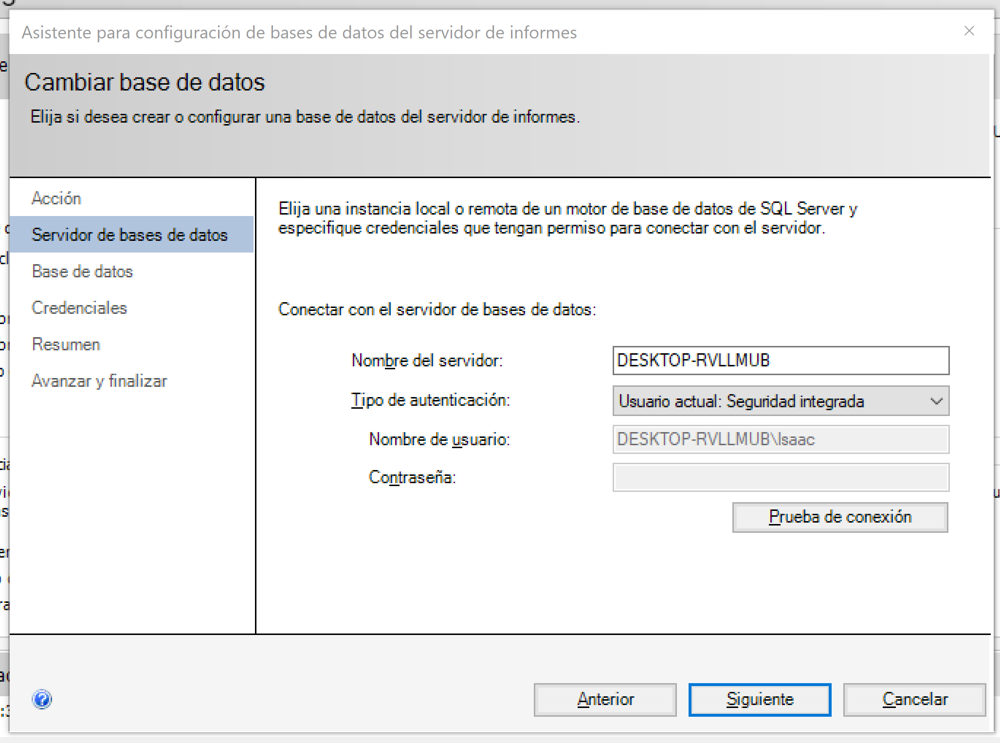 Asistente para configuración de bases de datos del servidor de informes
Cambiar base de datos
Elija si desea crear o configurar una base de datos del servidor de informes.
Acción
Servidor de bases de datos
Base de datos
Credenciales
Resumen
Avanzar y finalizar
Elija una instancia local o remota de un motor de base de datos de SQL Server y
especifique credenciales que tengan permiso para conectar con el servidor.
Conectar con el servidor de bases de datos:
Nombre del servidor: DESKTOP-RVLLMUB
Tipo de autenticación: Usuario actual: Seguridad integrada
Nombre de usuario: DESKTOP-RVLLMUB\Isaac
Contraseña:
Prueba de conexión
Anterior Siguiente Cancelar